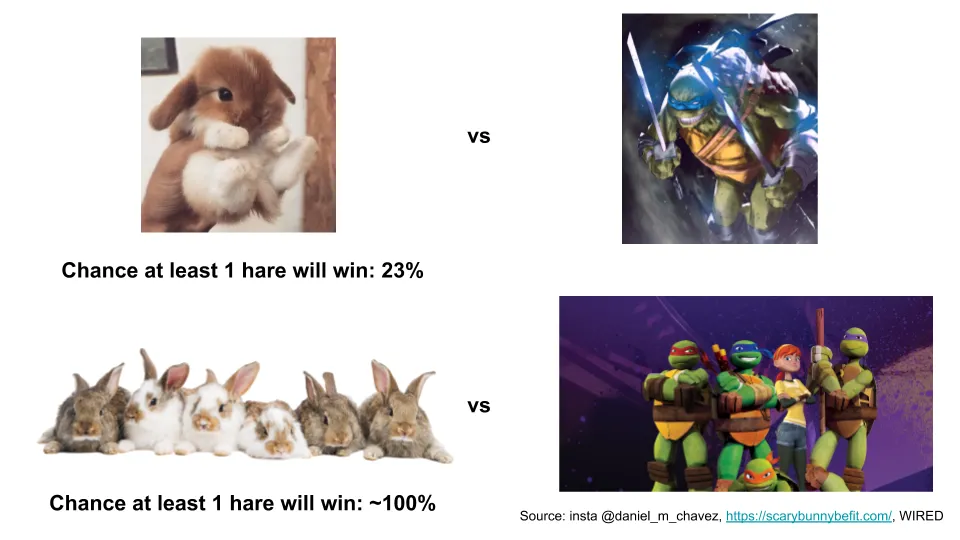 vs
Chance at least 1 hare will win: 23%
vs
Chance at least 1 hare will win: ~100%
Source: insta @daniel_m_chavez, https://scarybunnybefit.com/, WIRED